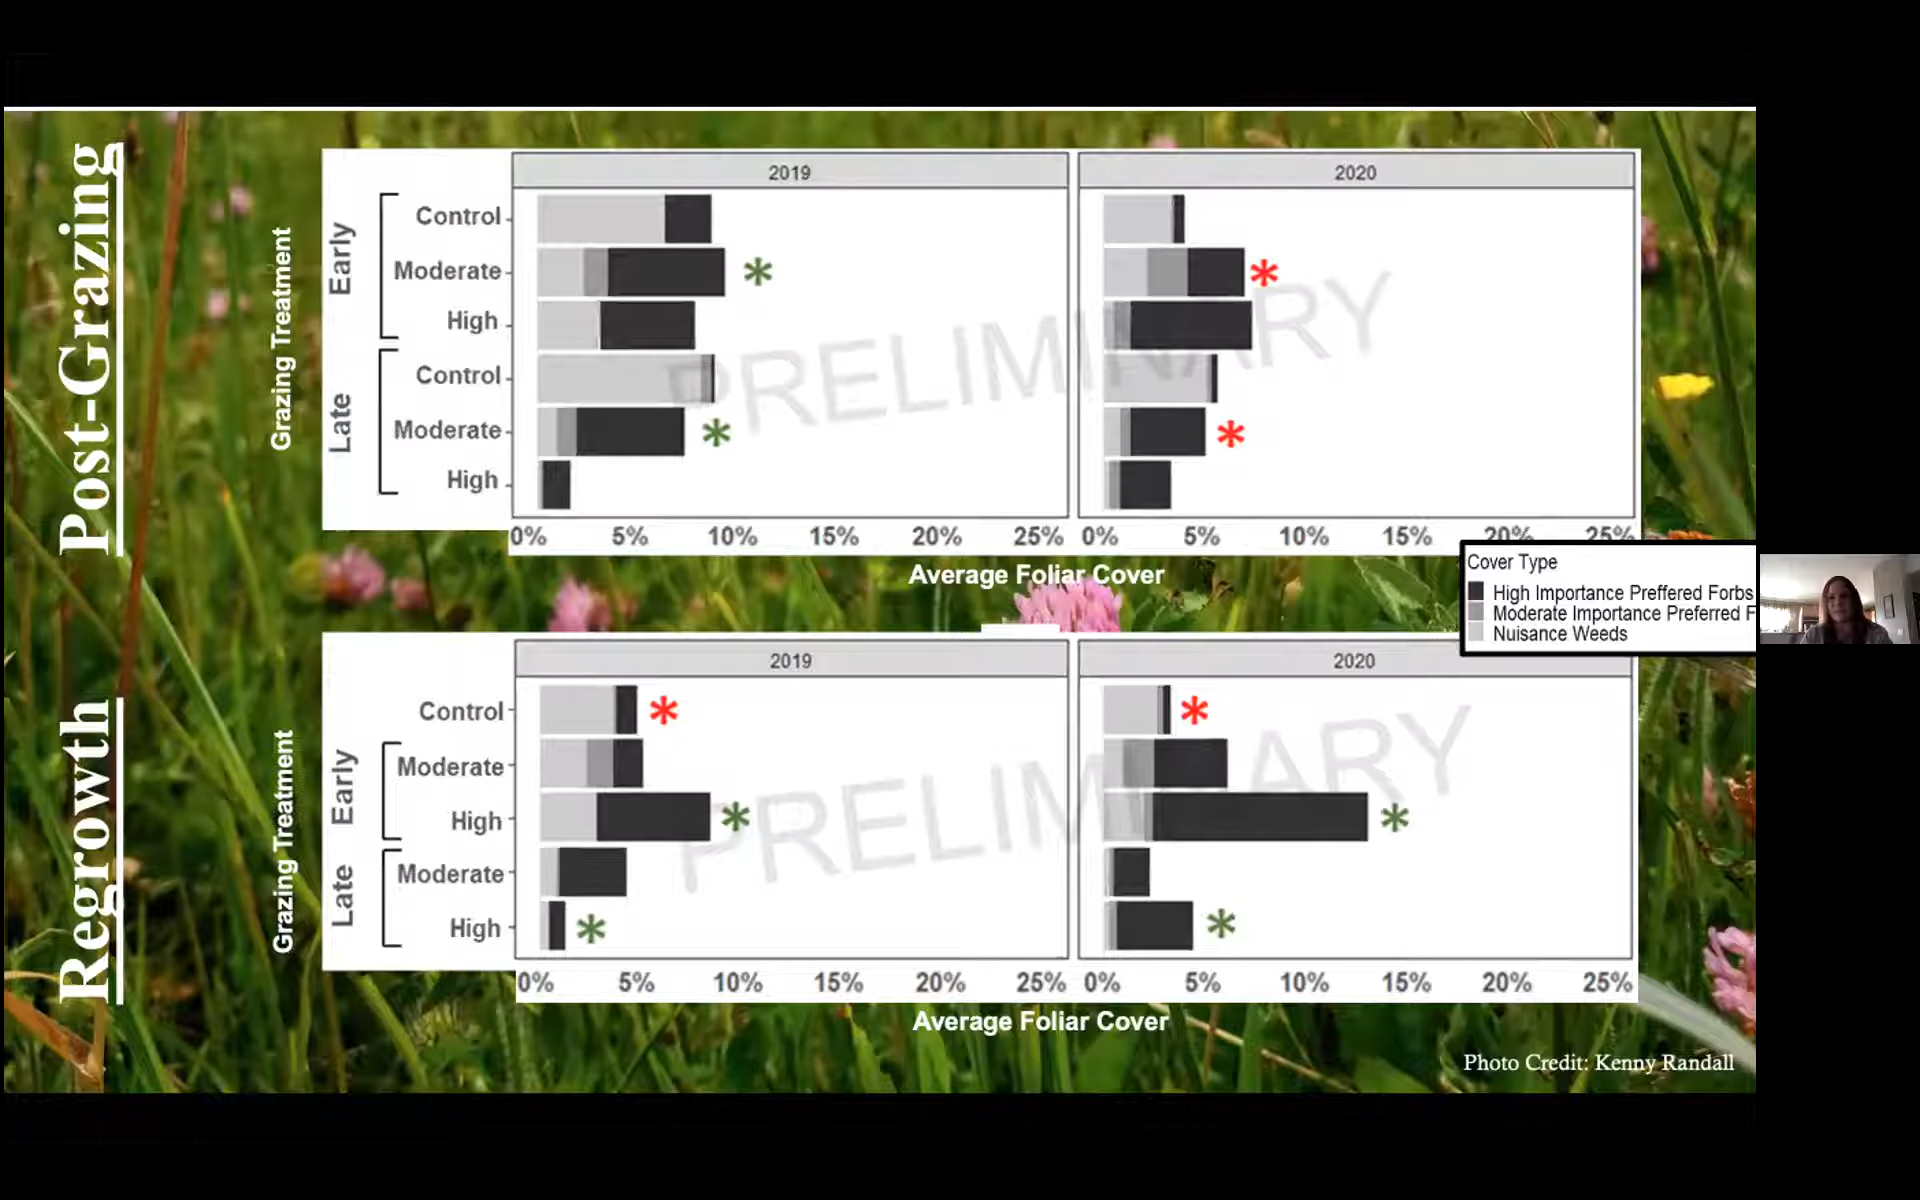 Post-Grazing
Grazing Treatment
Early
Late
2019
2020
Control
Moderate *
*
High
Control
Moderate *
*
High
PRELIMINARY
0% 5% 10% 15% 20% 25%
0% 5% 10% 15% 20% 25%
Average Foliar Cover
Cover Type
High Importance Preffered Forbs
Moderate Importance Preferred F
Nuisance Weeds
Regrowth
Grazing Treatment
Early
Late
2019
2020
Control *
*
Moderate
High *
*
Moderate
High *
*
PRELIMINARY
0% 5% 10% 15% 20% 25%
0% 5% 10% 15% 20% 25%
Average Foliar Cover
Photo Credit: Kenny Randall